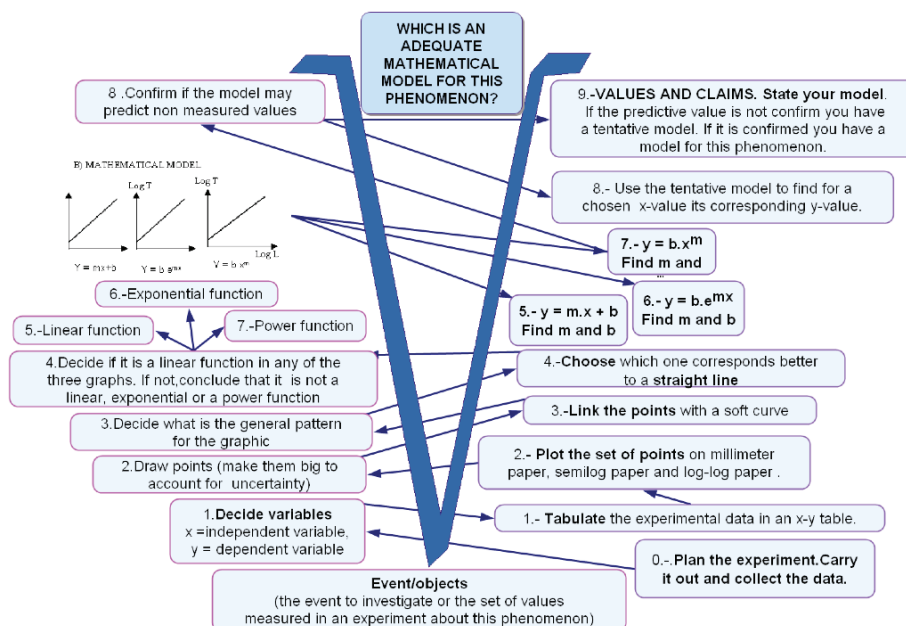 WHICH IS AN
ADEQUATE
MATHEMATICAL
MODEL FOR THIS
PHENOMENON?
8 .Confirm if the model may
predict non measured values
9.-VALUES AND CLAIMS. State your model.
If the predictive value is not confirm you have
a tentative model. If it is confirmed you have a
model for this phenomenon.
E) MATHEMATICAL MODEL
Log T
Log T
Log L
Y = mx+b
Y = b e^mx
Y = b x^m
8.- Use the tentative model to find for a
chosen x-value its corresponding y-value.
7.- y = b.x^m
Find m and
6.-Exponential function
5.-Linear function
7.-Power function
5.- y = m.x + b
Find m and b
6.- y = b.e^mx
Find m and b
4.Decide if it is a linear function in any of the
three graphs. If not,conclude that it is not a
linear, exponential or a power function
4.-Choose which one corresponds better
to a straight line
3.Decide what is the general pattern
for the graphic
3.-Link the points with a soft curve
2.Draw points (make them big to
account for uncertainty)
2.- Plot the set of points on millimeter
paper, semilog paper and log-log paper .
1.Decide variables
x =independent variable,
y = dependent variable
1.- Tabulate the experimental data in an x-y table.
0.-.Plan the experiment.Carry
it out and collect the data.
Event/objects
(the event to investigate or the set of values
measured in an experiment about this phenomenon)